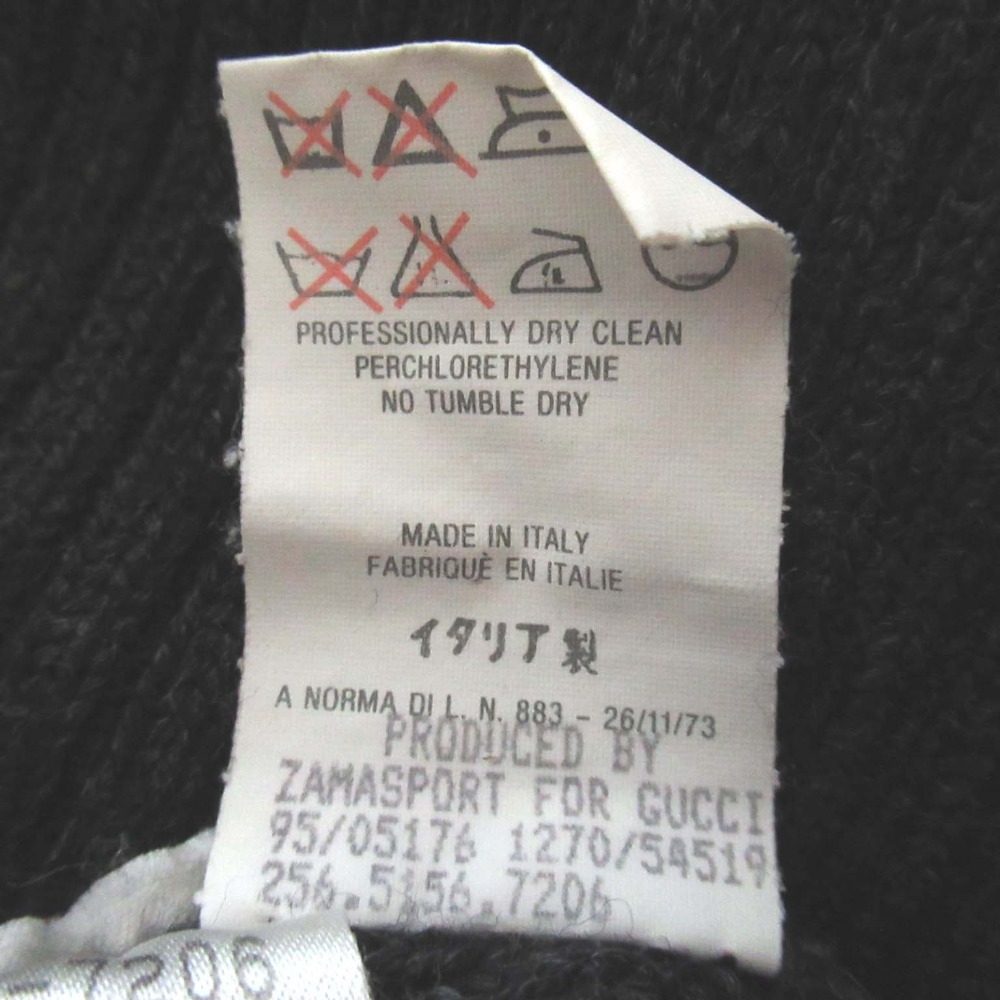 PROFESSIONALLY DRY CLEAN
PERCHLORETHYLENE
NO TUMBLE DRY
MADE IN ITALY
FABRIQUÈ EN ITALIE
イタリア製
A NORMA DI L. N. 883 - 26/11/73
PRODUCED BY
ZAMASPORT FOR GUCCI
95/05176 1270/54519
256.5156.7206
-7206